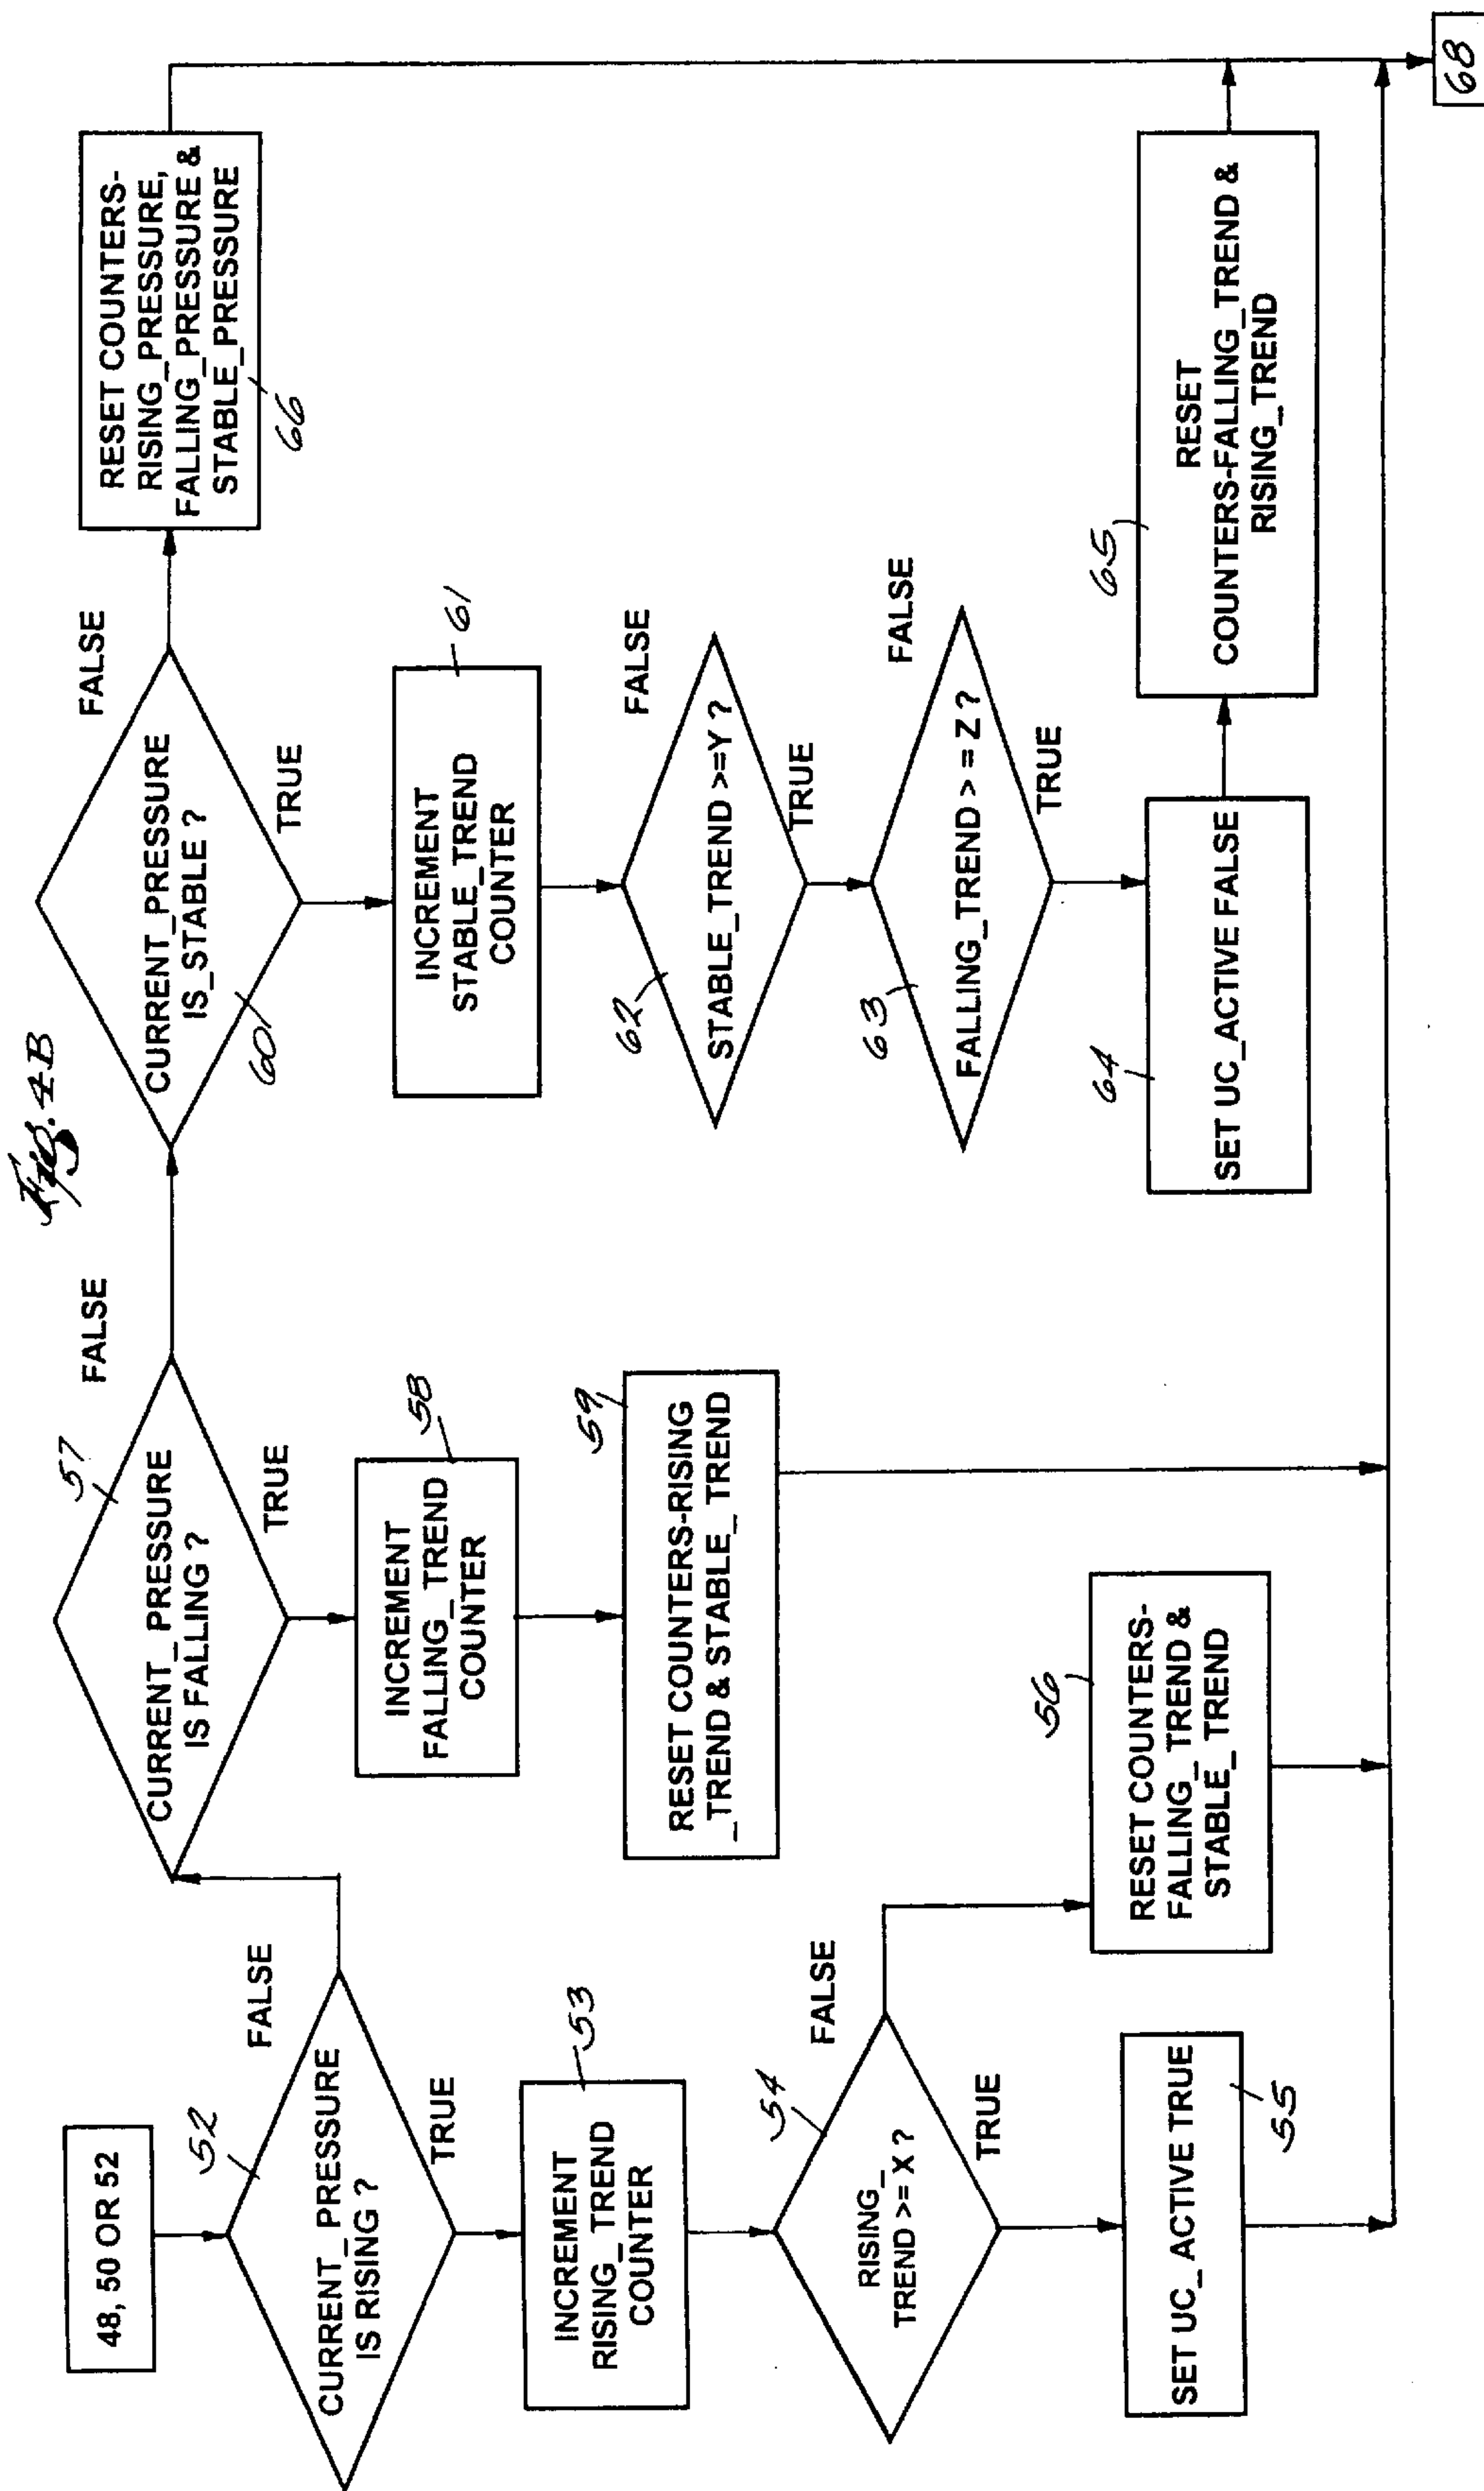 Fig. 4B
48, 50 OR 52
52
CURRENT_PRESSURE
IS RISING ?
FALSE
TRUE
53
INCREMENT
RISING_TREND
COUNTER
54
RISING_
TREND >= X ?
FALSE
TRUE
SET UC_ACTIVE TRUE
55
56
RESET COUNTERS-
FALLING_TREND &
STABLE_TREND
57
CURRENT_PRESSURE
IS FALLING ?
FALSE
TRUE
58
INCREMENT
FALLING_TREND
COUNTER
59
RESET COUNTERS-RISING
_TREND & STABLE_TREND
CURRENT_PRESSURE
IS_STABLE ?
60
FALSE
TRUE
61
INCREMENT
STABLE_TREND
COUNTER
62
STABLE_TREND >=Y ?
FALSE
TRUE
63
FALLING_TREND > = Z ?
FALSE
TRUE
64
SET UC_ACTIVE FALSE
65
RESET
COUNTERS-FALLING_TREND &
RISING_TREND
RESET COUNTERS-
RISING_PRESSURE,
FALLING_PRESSURE &
STABLE_PRESSURE
66
68